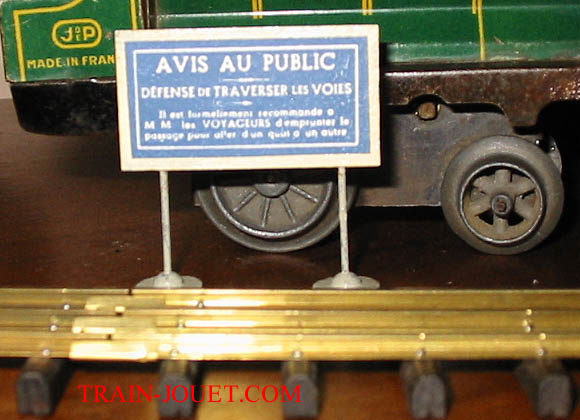 JdeP
MADE IN FRAN
AVIS AU PUBLIC
DÉFENSE DE TRAVERSER LES VOIES
Il est formellement recommandé a
M M les VOYAGEURS d'emprunter le
passage pour aller d'un quai a un autre
TRAIN-JOUET.COM